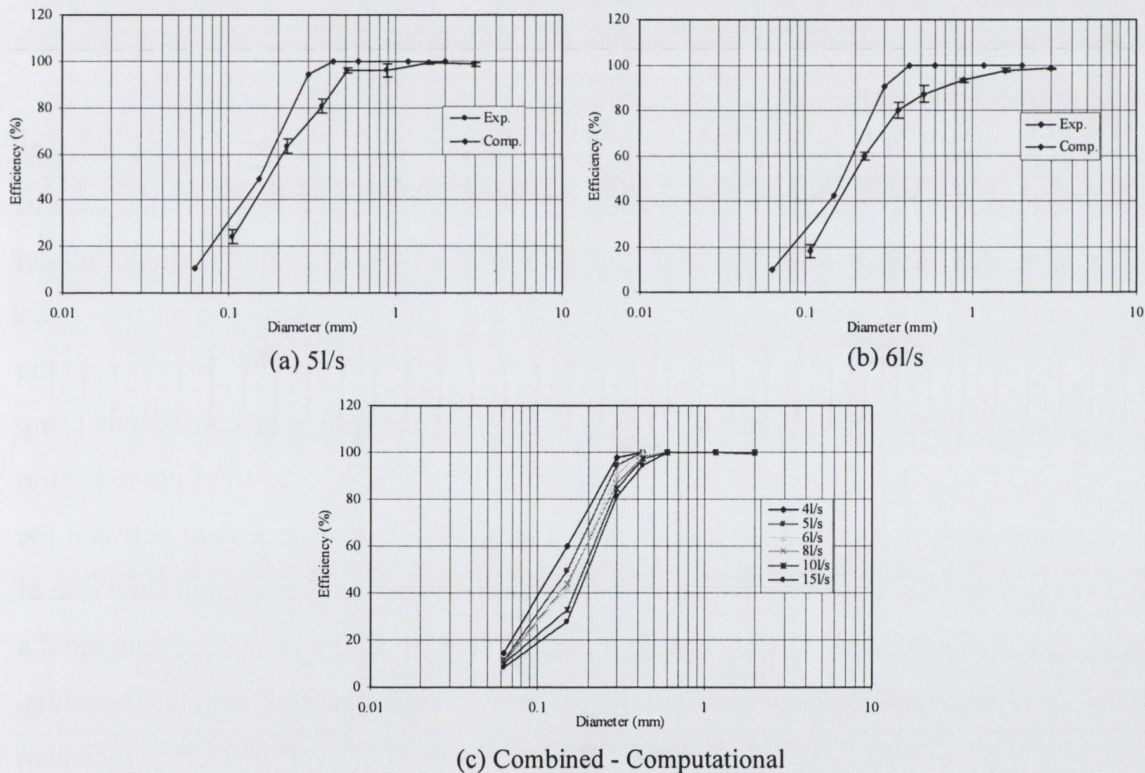 120
100
80
60
40
20
0
Efficiency (%)
0.01 0.1 1 10
Diameter (mm)
Exp.
Comp.
(a) 5l/s
120
100
80
60
40
20
0
Efficiency (%)
0.01 0.1 1 10
Diameter (mm)
Exp.
Comp.
(b) 6l/s
120
100
80
60
40
20
0
Efficiency (%)
0.01 0.1 1 10
Diameter (mm)
4l/s
5l/s
6l/s
8l/s
10l/s
15l/s
(c) Combined - Computational